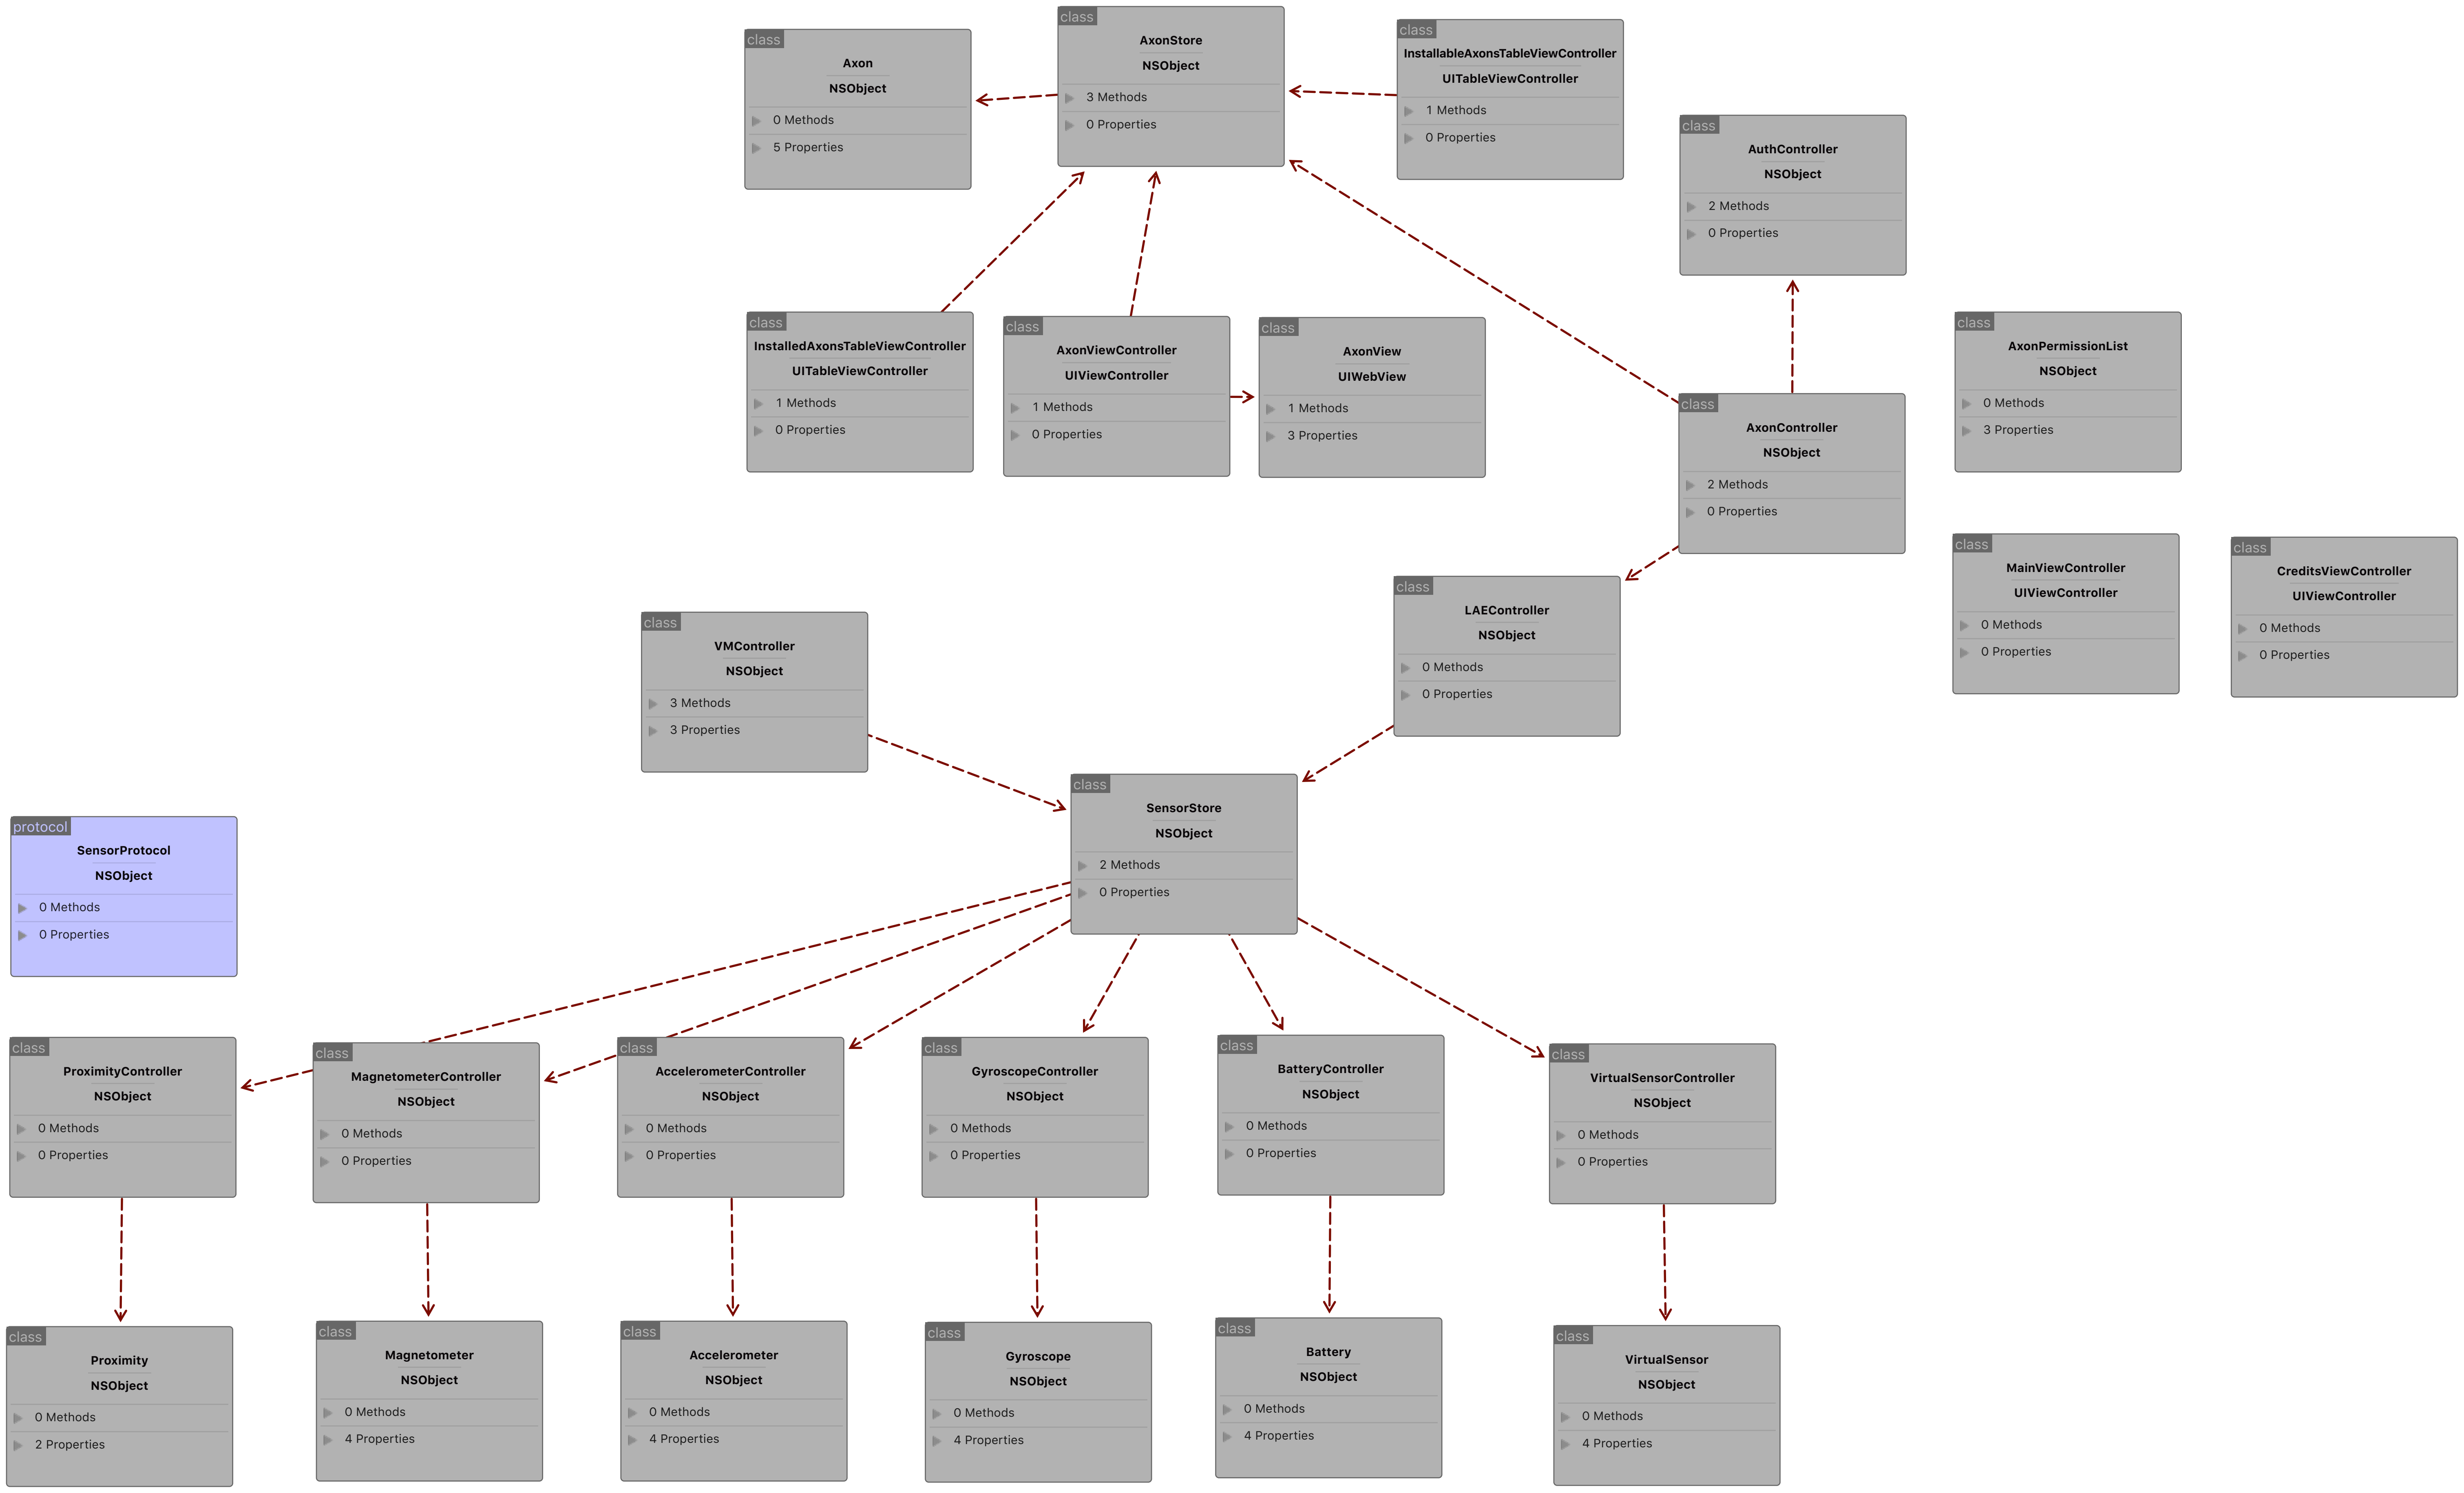 class
Axon
NSObject
0 Methods
5 Properties
class
AxonStore
NSObject
3 Methods
0 Properties
class
InstallableAxonsTableViewController
UITableViewController
1 Methods
0 Properties
class
AuthController
NSObject
2 Methods
0 Properties
class
InstalledAxonsTableViewController
UITableViewController
1 Methods
0 Properties
class
AxonViewController
UIViewController
1 Methods
0 Properties
class
AxonView
UIWebView
1 Methods
3 Properties
class
AxonController
NSObject
2 Methods
0 Properties
class
AxonPermissionList
NSObject
0 Methods
3 Properties
class
MainViewController
UIViewController
0 Methods
0 Properties
class
CreditsViewController
UIViewController
0 Methods
0 Properties
class
LAEController
NSObject
0 Methods
0 Properties
class
VMController
NSObject
3 Methods
3 Properties
class
SensorStore
NSObject
2 Methods
0 Properties
protocol
SensorProtocol
NSObject
0 Methods
0 Properties
class
ProximityController
NSObject
0 Methods
0 Properties
class
MagnetometerController
NSObject
0 Methods
0 Properties
class
AccelerometerController
NSObject
0 Methods
0 Properties
class
GyroscopeController
NSObject
0 Methods
0 Properties
class
BatteryController
NSObject
0 Methods
0 Properties
class
VirtualSensorController
NSObject
0 Methods
0 Properties
class
Proximity
NSObject
0 Methods
2 Properties
class
Magnetometer
NSObject
0 Methods
4 Properties
class
Accelerometer
NSObject
0 Methods
4 Properties
class
Gyroscope
NSObject
0 Methods
4 Properties
class
Battery
NSObject
0 Methods
4 Properties
class
VirtualSensor
NSObject
0 Methods
4 Properties